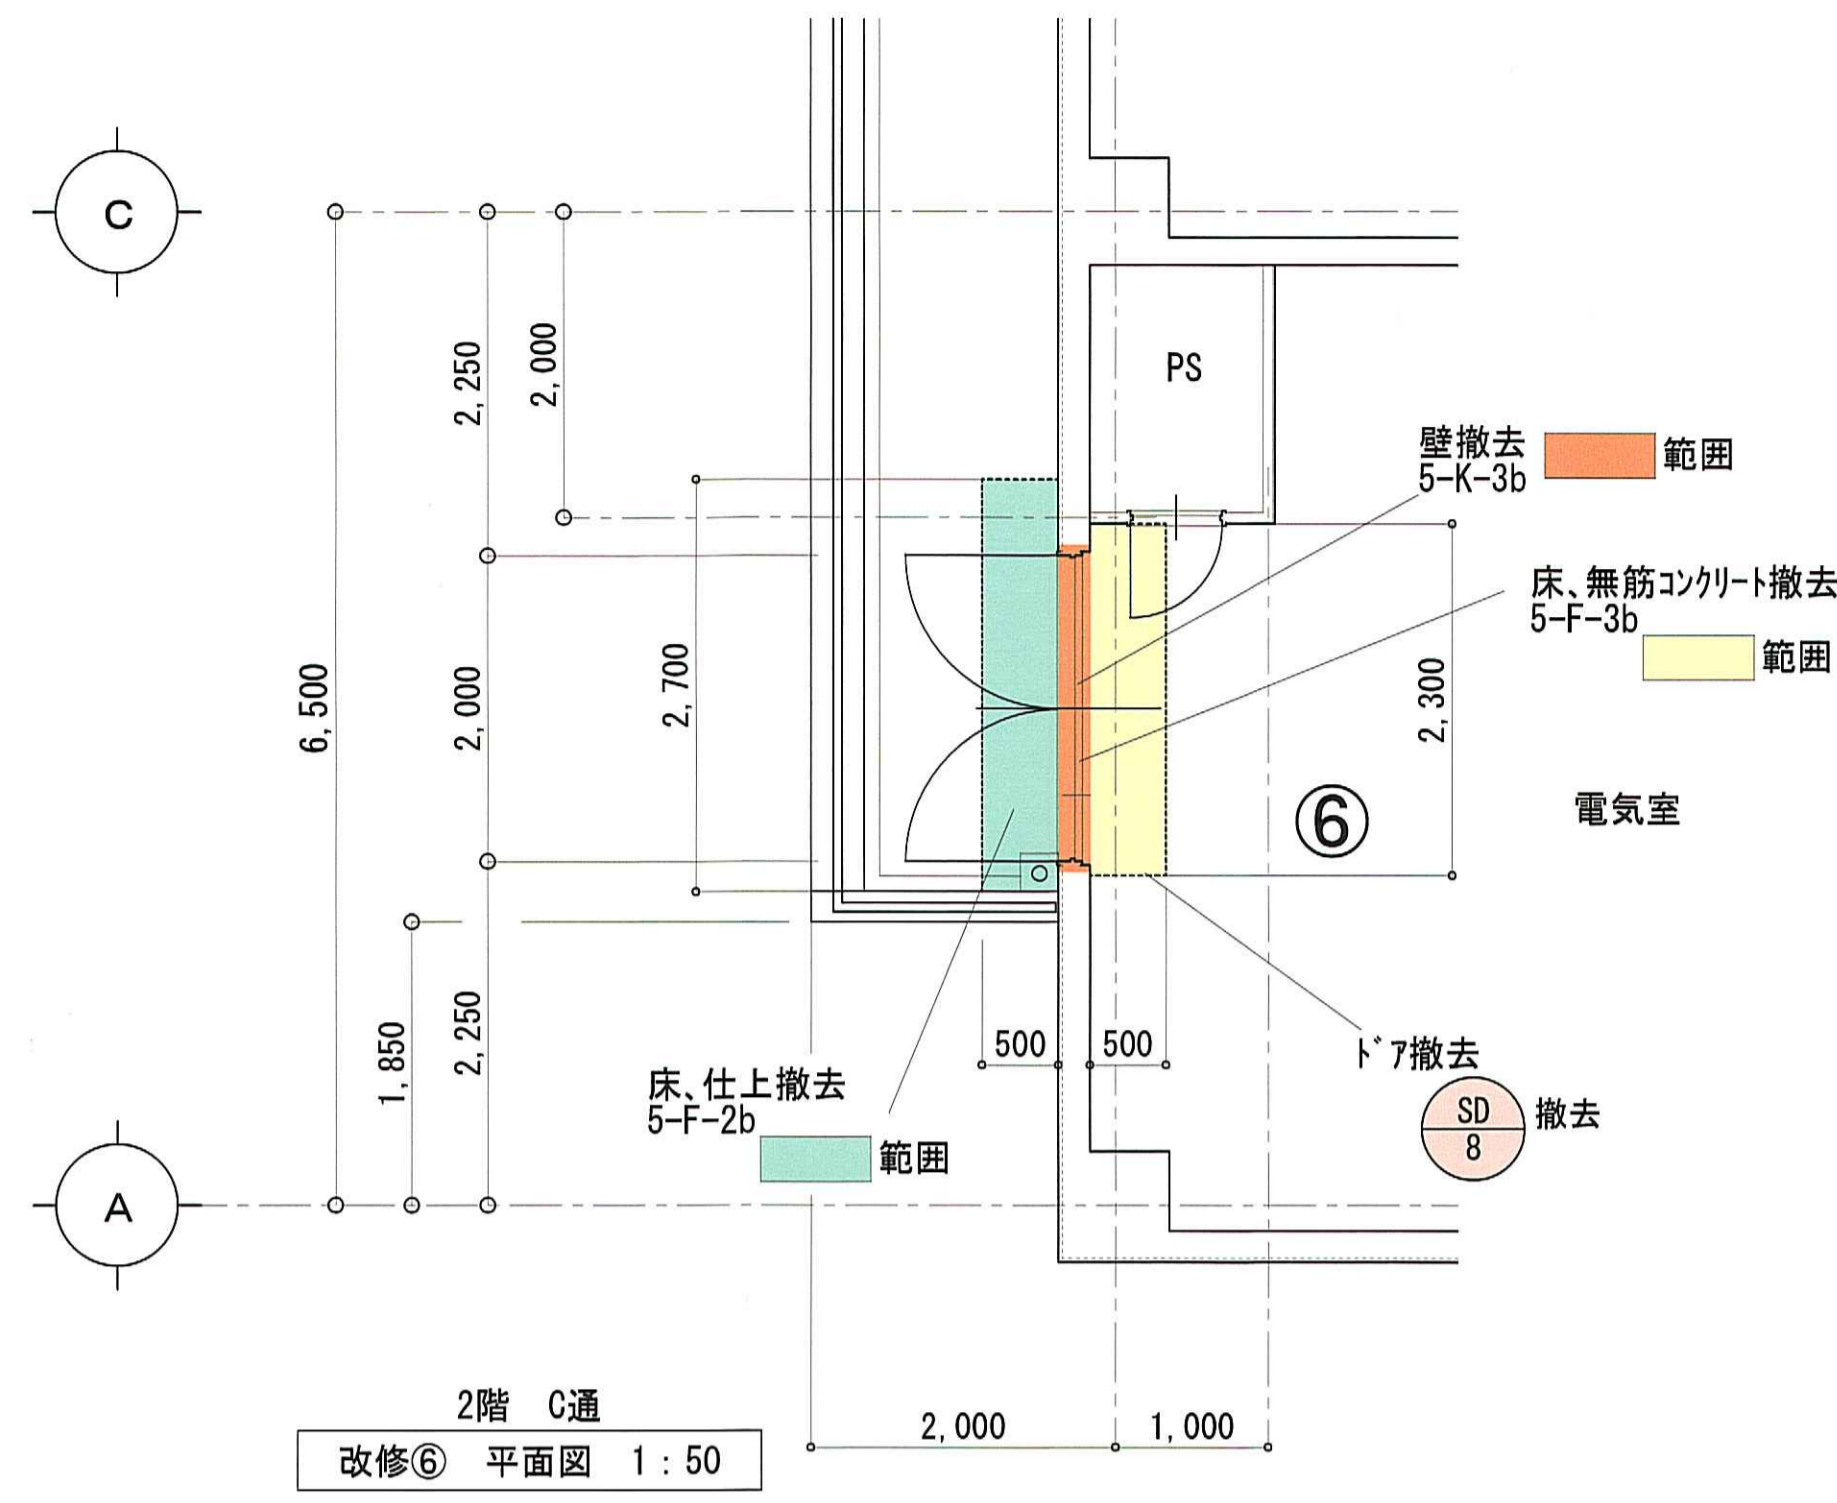 C
2,250
2,000
PS
壁撤去
5-K-3b
範囲
床、無筋コンクリート撤去
5-F-3b
範囲
6,500
2,000
2,700
2,300
⑥
電気室
1,850
2,250
500
500
ドア撤去
SD
8
撤去
床、仕上撤去
5-F-2b
範囲
A
2階 C通
改修⑥ 平面図 1:50
2,000
1,000